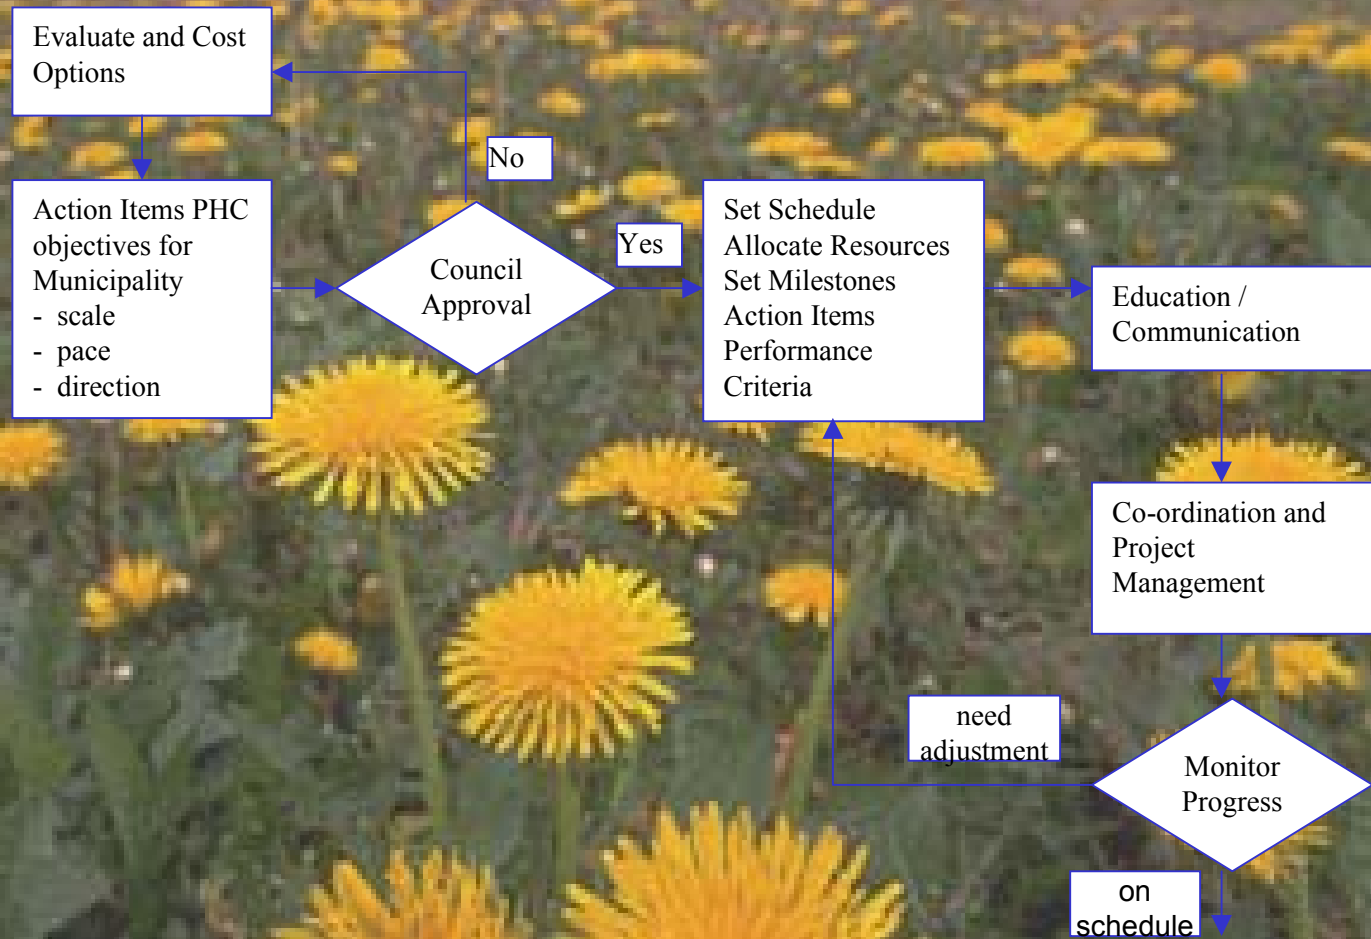 Evaluate and Cost
Options
No
Action Items PHC
objectives for
Municipality
- scale
- pace
- direction
Council
Approval
Yes
Set Schedule
Allocate Resources
Set Milestones
Action Items
Performance
Criteria
Education /
Communication
Co-ordination and
Project
Management
need
adjustment
Monitor
Progress
on
schedule